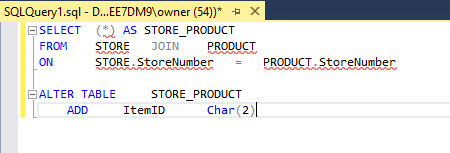 SQLQuery1.sql - D...EE7DM9\owner (54))*
SELECT (*) AS STORE_PRODUCT
FROM STORE JOIN PRODUCT
ON STORE.StoreNumber = PRODUCT.StoreNumber
ALTER TABLE STORE_PRODUCT
ADD ItemID Char(2)